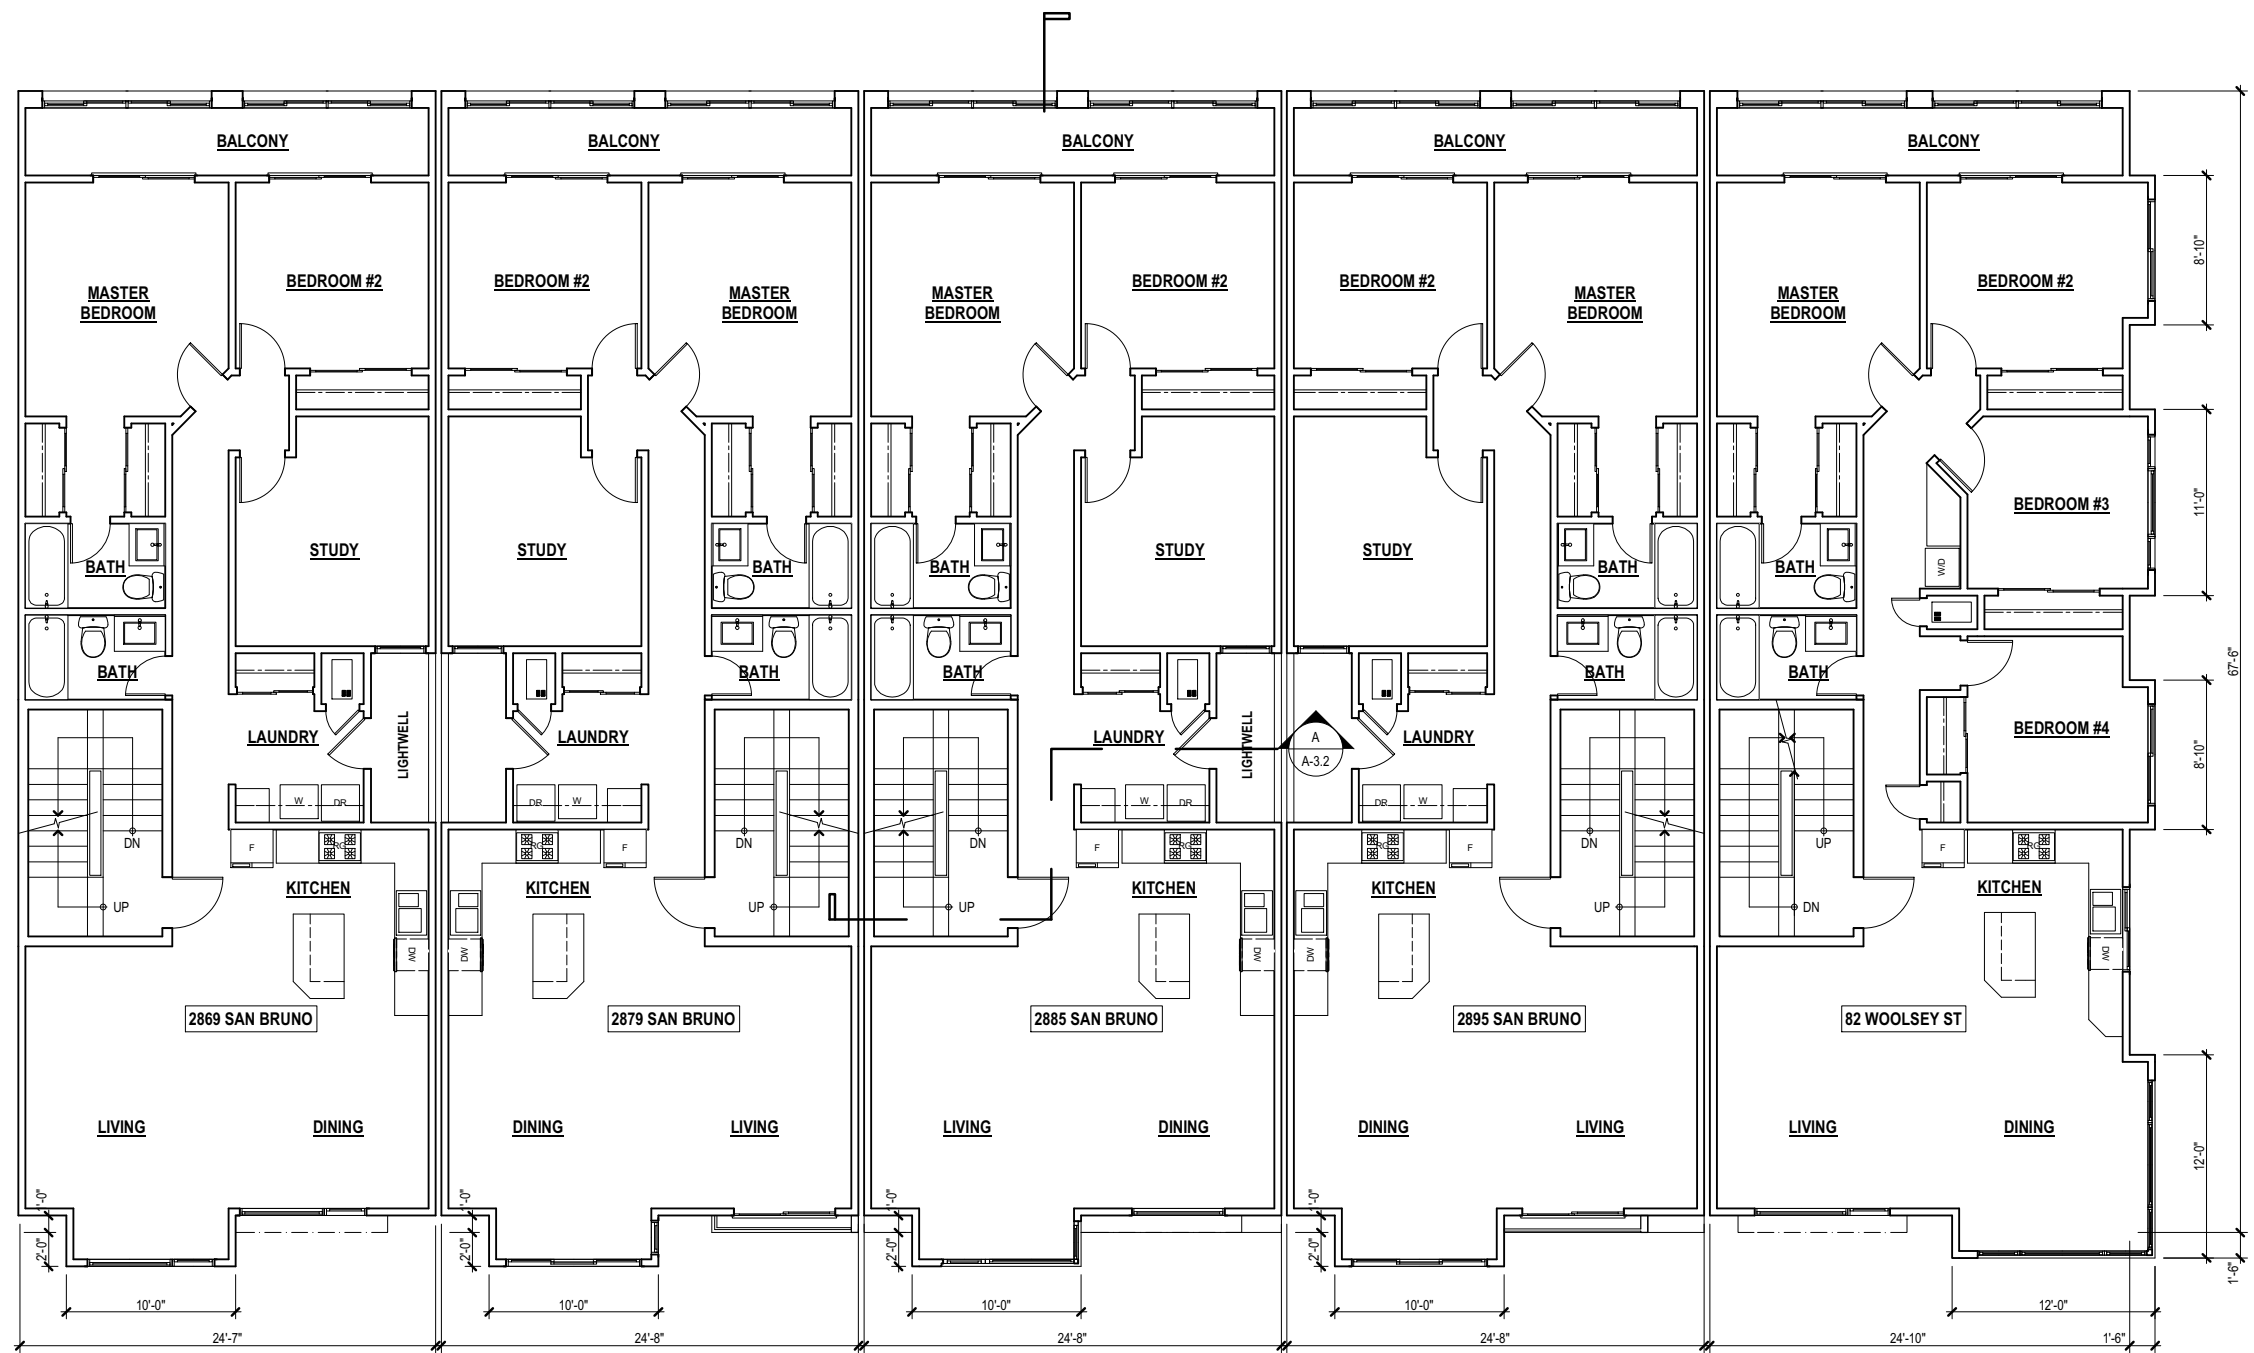 BALCONY
BALCONY
BALCONY
BALCONY
BALCONY
8'-10"
67'-6"
BEDROOM #2
BEDROOM #2
BEDROOM #2
BEDROOM #2
BEDROOM #2
MASTER
BEDROOM
MASTER
BEDROOM
MASTER
BEDROOM
MASTER
BEDROOM
MASTER
BEDROOM
BEDROOM #3
11'-0"
STUDY
STUDY
STUDY
STUDY
BATH
BATH
BATH
BATH
BATH
W/D
BATH
BATH
BATH
BATH
BATH
LAUNDRY
LIGHTWELL
LAUNDRY
LAUNDRY
LIGHTWELL
A
A-3.2
LAUNDRY
BEDROOM #4
8'-10"
W
DR
DR
W
W
DR
DR
W
DN
F
RG
RG
F
DN
DN
F
RG
RG
F
DN
UP
F
RG
KITCHEN
KITCHEN
KITCHEN
KITCHEN
KITCHEN
UP
UP
UP
UP
DN
DW
DW
DW
DW
DW
2869 SAN BRUNO
2879 SAN BRUNO
2885 SAN BRUNO
2895 SAN BRUNO
82 WOOLSEY ST
LIVING
DINING
DINING
LIVING
LIVING
DINING
DINING
LIVING
LIVING
DINING
12'-0"
1'-0"
1'-0"
1'-0"
1'-0"
2'-0"
2'-0"
2'-0"
2'-0"
1'-6"
10'-0"
10'-0"
10'-0"
10'-0"
12'-0"
24'-7"
24'-8"
24'-8"
24'-8"
24'-10"
1'-6"